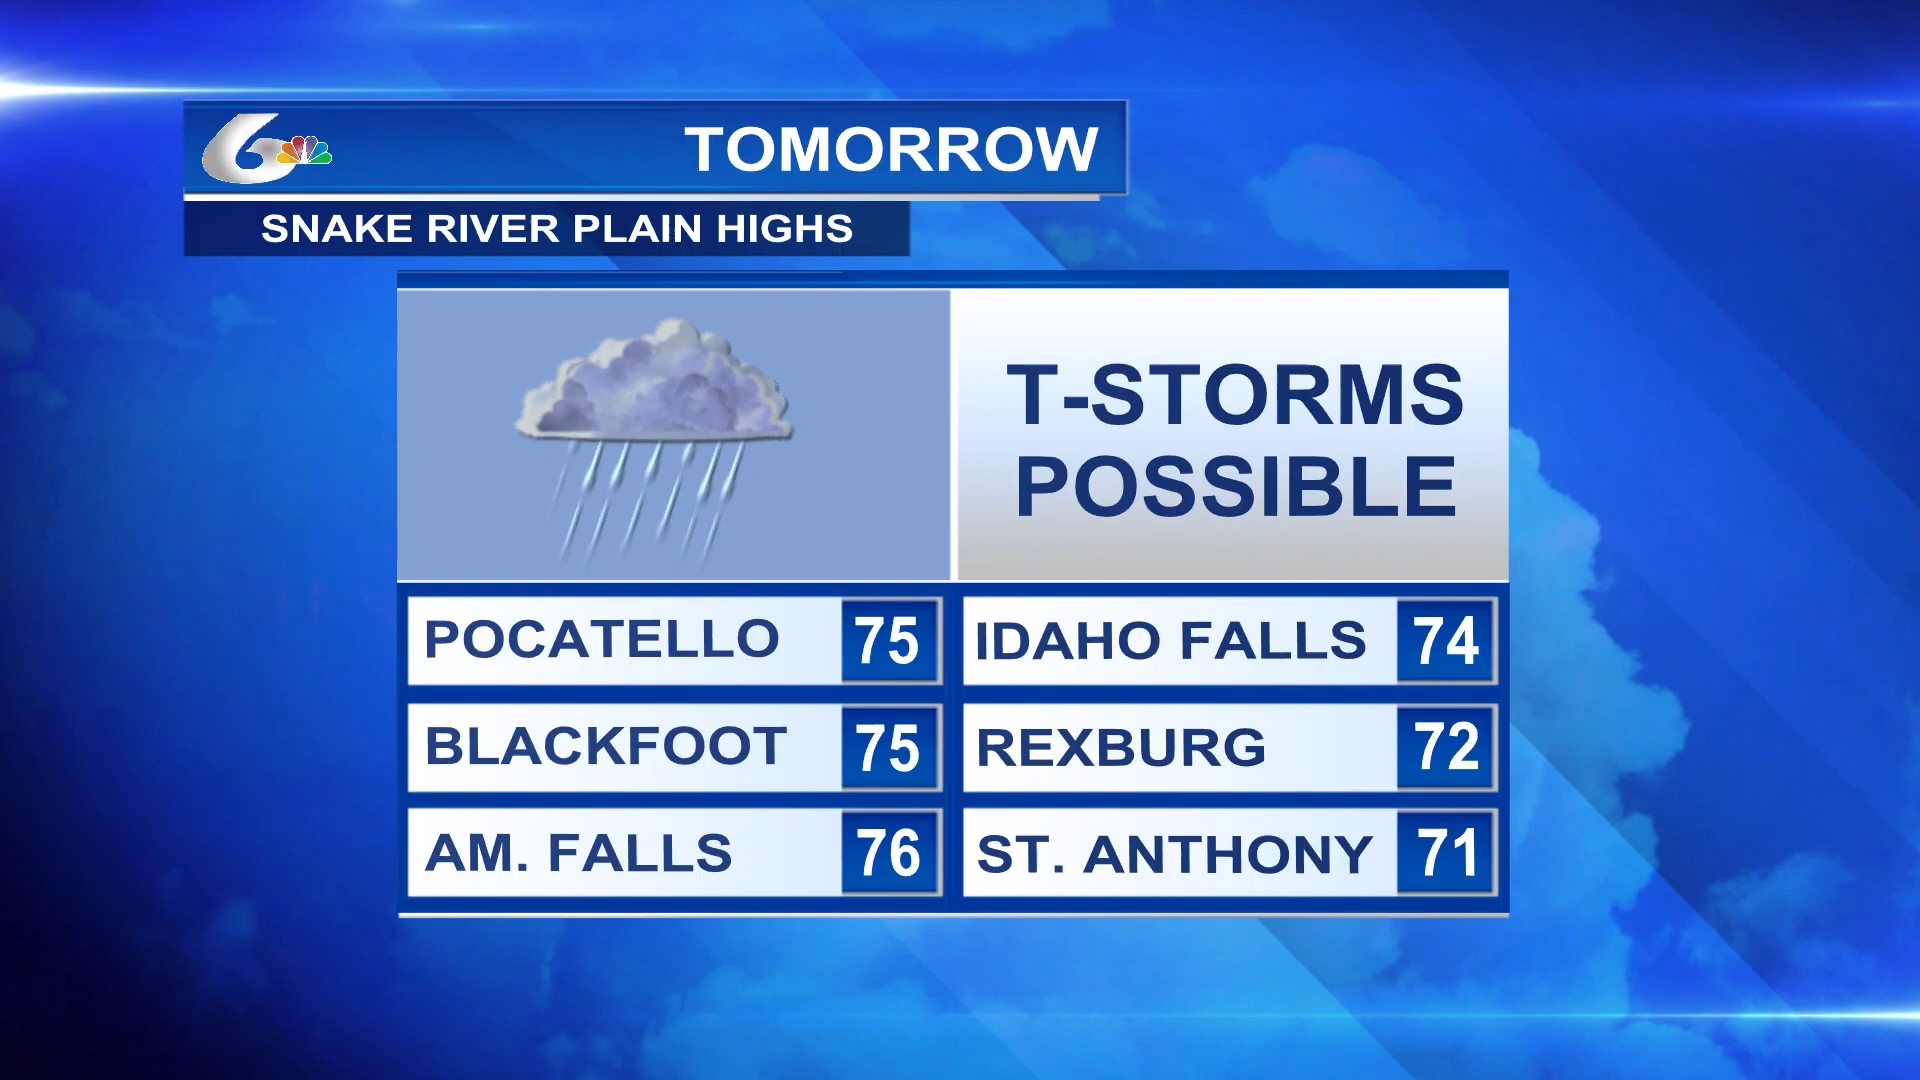 6
TOMORROW
SNAKE RIVER PLAIN HIGHS
T-STORMS
POSSIBLE
POCATELLO 75
IDAHO FALLS 74
BLACKFOOT 75
REXBURG 72
AM. FALLS 76
ST. ANTHONY 71